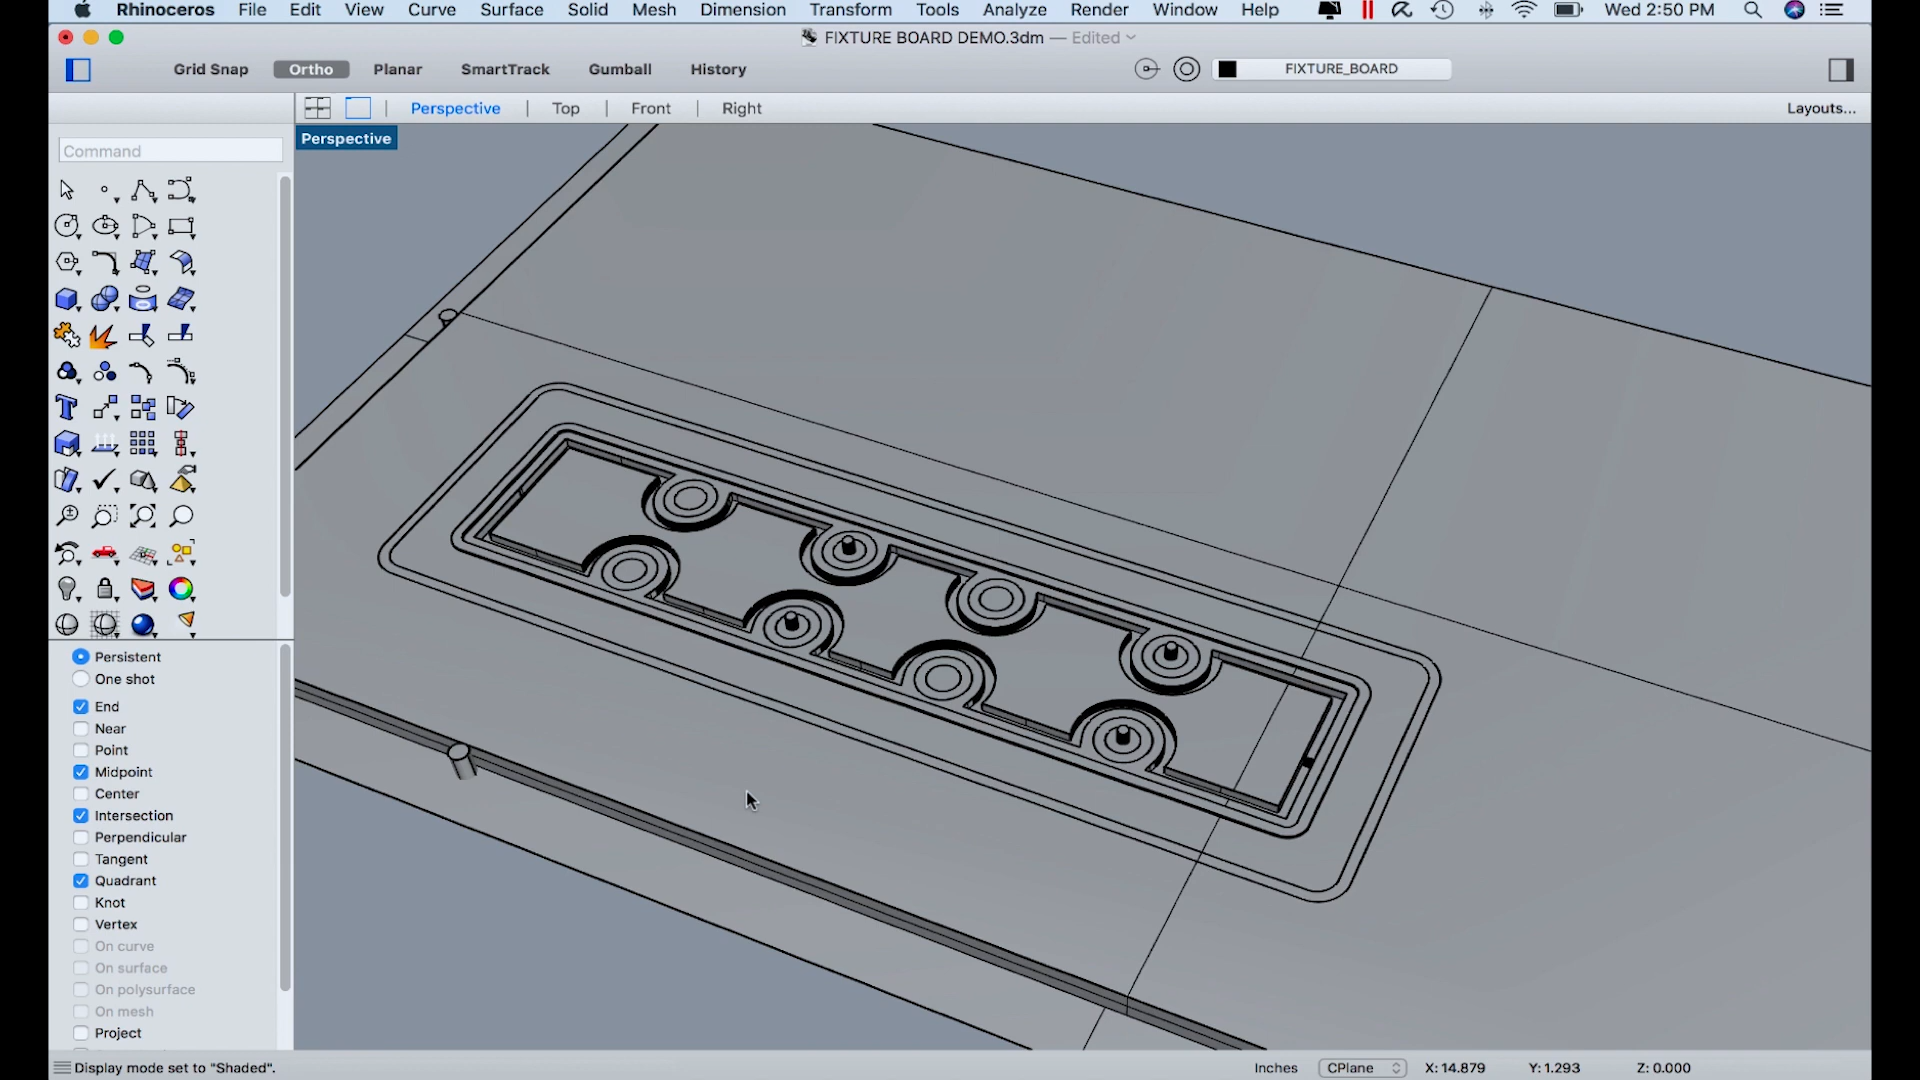 Rhinoceros File Edit View Curve Surface Solid Mesh Dimension Transform Tools Analyze Render Window Help Wed 2:50 PM
FIXTURE BOARD DEMO.3dm — Edited
Grid Snap Ortho Planar SmartTrack Gumball History FIXTURE_BOARD
Perspective Top Front Right Layouts...
Perspective
Command
Persistent
One shot
End
Near
Point
Midpoint
Center
Intersection
Perpendicular
Tangent
Quadrant
Knot
Vertex
On curve
On surface
On polysurface
On mesh
Project
Display mode set to "Shaded". Inches CPlane X: 14.879 Y: 1.293 Z: 0.000